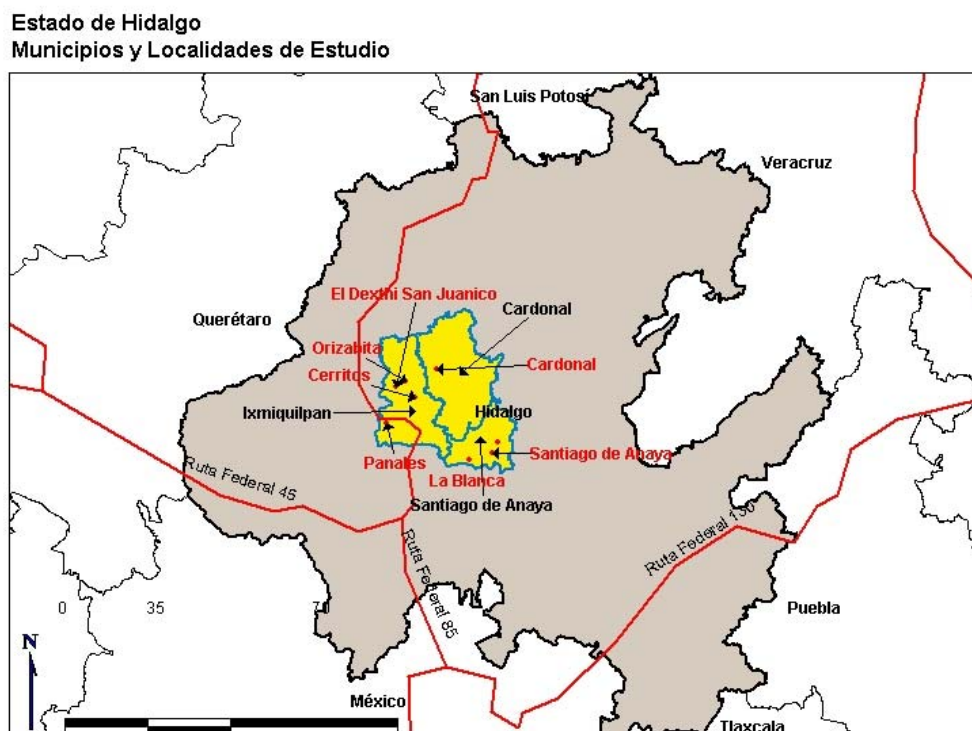 Estado de Hidalgo
Municipios y Localidades de Estudio
San Luis Potosí
Veracruz
El Dexthi San Juanico
Cardonal
Querétaro
Orizabita
Cardonal
Cerritos
Ixmiquilpan
Hidalgo
Panales
Santiago de Anaya
La Blanca
Ruta Federal 45
Santiago de Anaya
Ruta Federal 130
Ruta Federal 85
0 35
Puebla
N
México
Tlaxcala